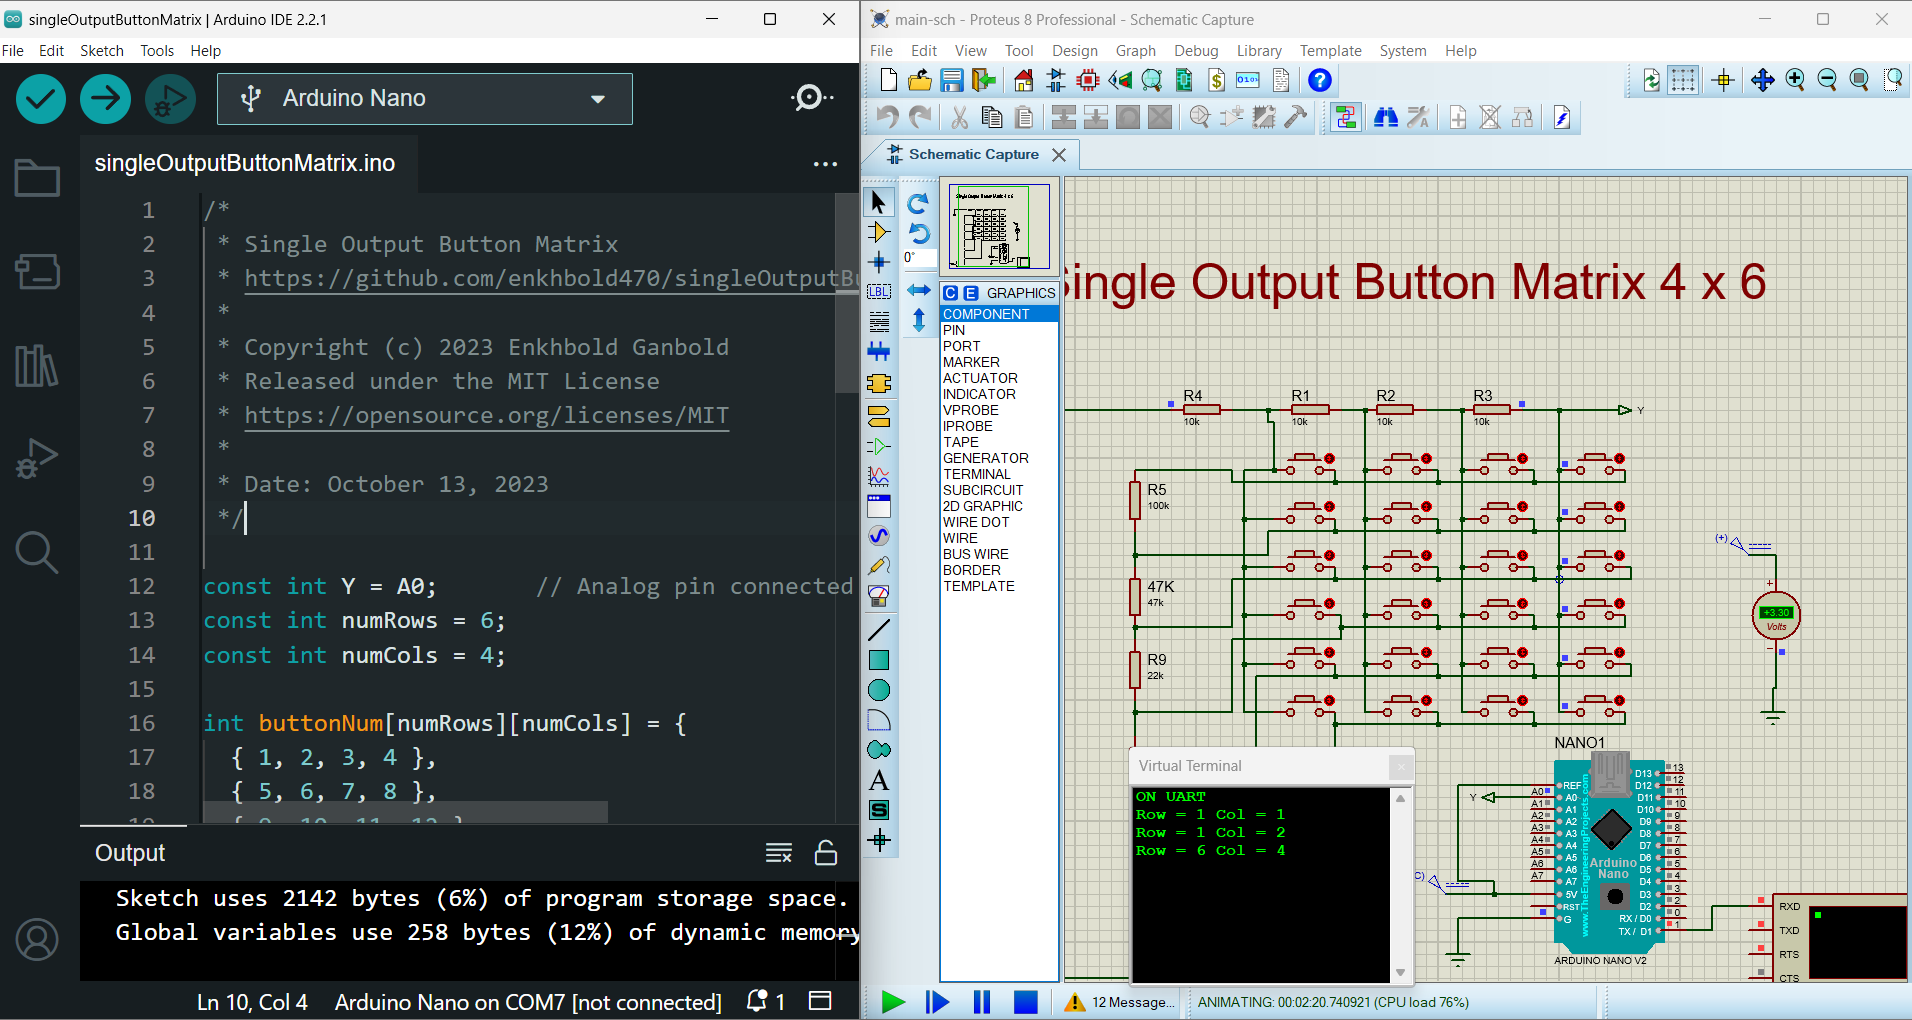 singleOutputButtonMatrix | Arduino IDE 2.2.1
File Edit Sketch Tools Help
Arduino Nano
singleOutputButtonMatrix.ino
1 /*
2 * Single Output Button Matrix
3 * https://github.com/enkhbold470/singleOutputBu
4 *
5 * Copyright (c) 2023 Enkhbold Ganbold
6 * Released under the MIT License
7 * https://opensource.org/licenses/MIT
8 *
9 * Date: October 13, 2023
10 */
11
12 const int Y = A0; // Analog pin connected
13 const int numRows = 6;
14 const int numCols = 4;
15
16 int buttonNum[numRows][numCols] = {
17 { 1, 2, 3, 4 },
18 { 5, 6, 7, 8 },
Output
Sketch uses 2142 bytes (6%) of program storage space.
Global variables use 258 bytes (12%) of dynamic memory
Ln 10, Col 4 Arduino Nano on COM7 [not connected] 1
main-sch - Proteus 8 Professional - Schematic Capture
File Edit View Tool Design Graph Debug Library Template System Help
Schematic Capture
0°
LBL
C E GRAPHICS
COMPONENT
PIN
PORT
MARKER
ACTUATOR
INDICATOR
VPROBE
IPROBE
TAPE
GENERATOR
TERMINAL
SUBCIRCUIT
2D GRAPHIC
WIRE DOT
WIRE
BUS WIRE
BORDER
TEMPLATE
A
S
Single Output Button Matrix 4 x 6
R4 R1 R2 R3
10k 10k 10k 10k
Y
R5
100k
47K
47k
R9
22k
(+)
+
+3.30
Volts
-
NANO1
REF
A0 A0
A1 A1
A2 A2
A3 A3
A4 A4
A5 A5
A6 A6
A7 A7
5V
RST
G
Y
D13 13
D12 12
D11 11
D10 10
D9 9
D8 8
D7 7
D6 6
D5 5
D4 4
D3 3
D2 2
RX / D0 0
TX / D1 1
www.TheEngineeringProjects.com
Arduino
Nano
ARDUINO NANO V2
RXD
TXD
RTS
CTS
Virtual Terminal
ON UART
Row = 1 Col = 1
Row = 1 Col = 2
Row = 6 Col = 4
12 Message...
ANIMATING: 00:02:20.740921 (CPU load 76%)